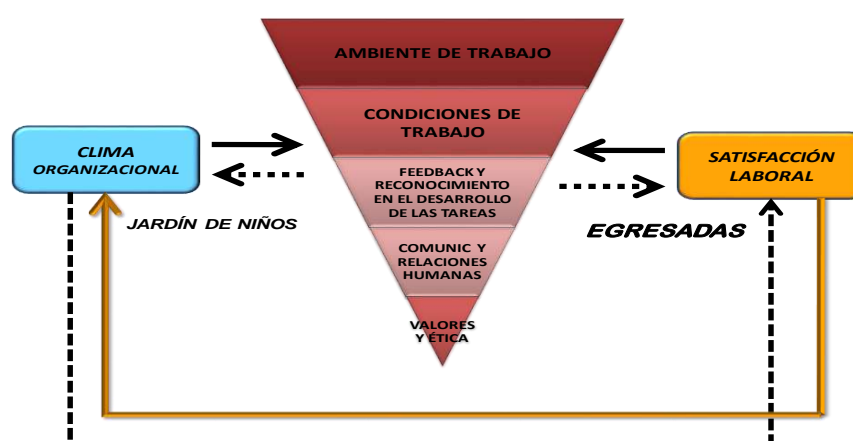 AMBIENTE DE TRABAJO
CONDICIONES DE
TRABAJO
CLIMA
ORGANIZACIONAL
SATISFACCIÓN
LABORAL
FEEDBACK Y
RECONOCIMIENTO
EN EL DESARROLLO
DE LAS TAREAS
JARDÍN DE NIÑOS
EGRESADAS
COMUNIC Y
RELACIONES
HUMANAS
VALORES
Y ÉTICA